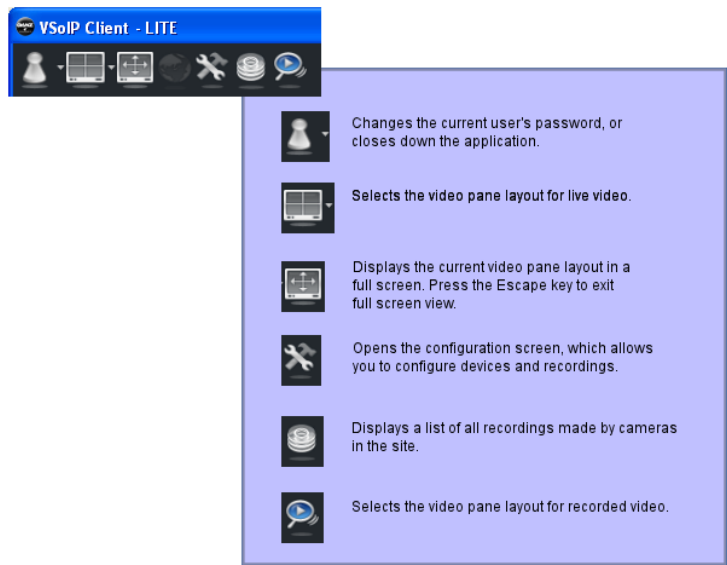 VSoIP Client - LITE
Changes the current user's password, or
closes down the application.
Selects the video pane layout for live video.
Displays the current video pane layout in a
full screen. Press the Escape key to exit
full screen view.
Opens the configuration screen, which allows
you to configure devices and recordings.
Displays a list of all recordings made by cameras
in the site.
Selects the video pane layout for recorded video.